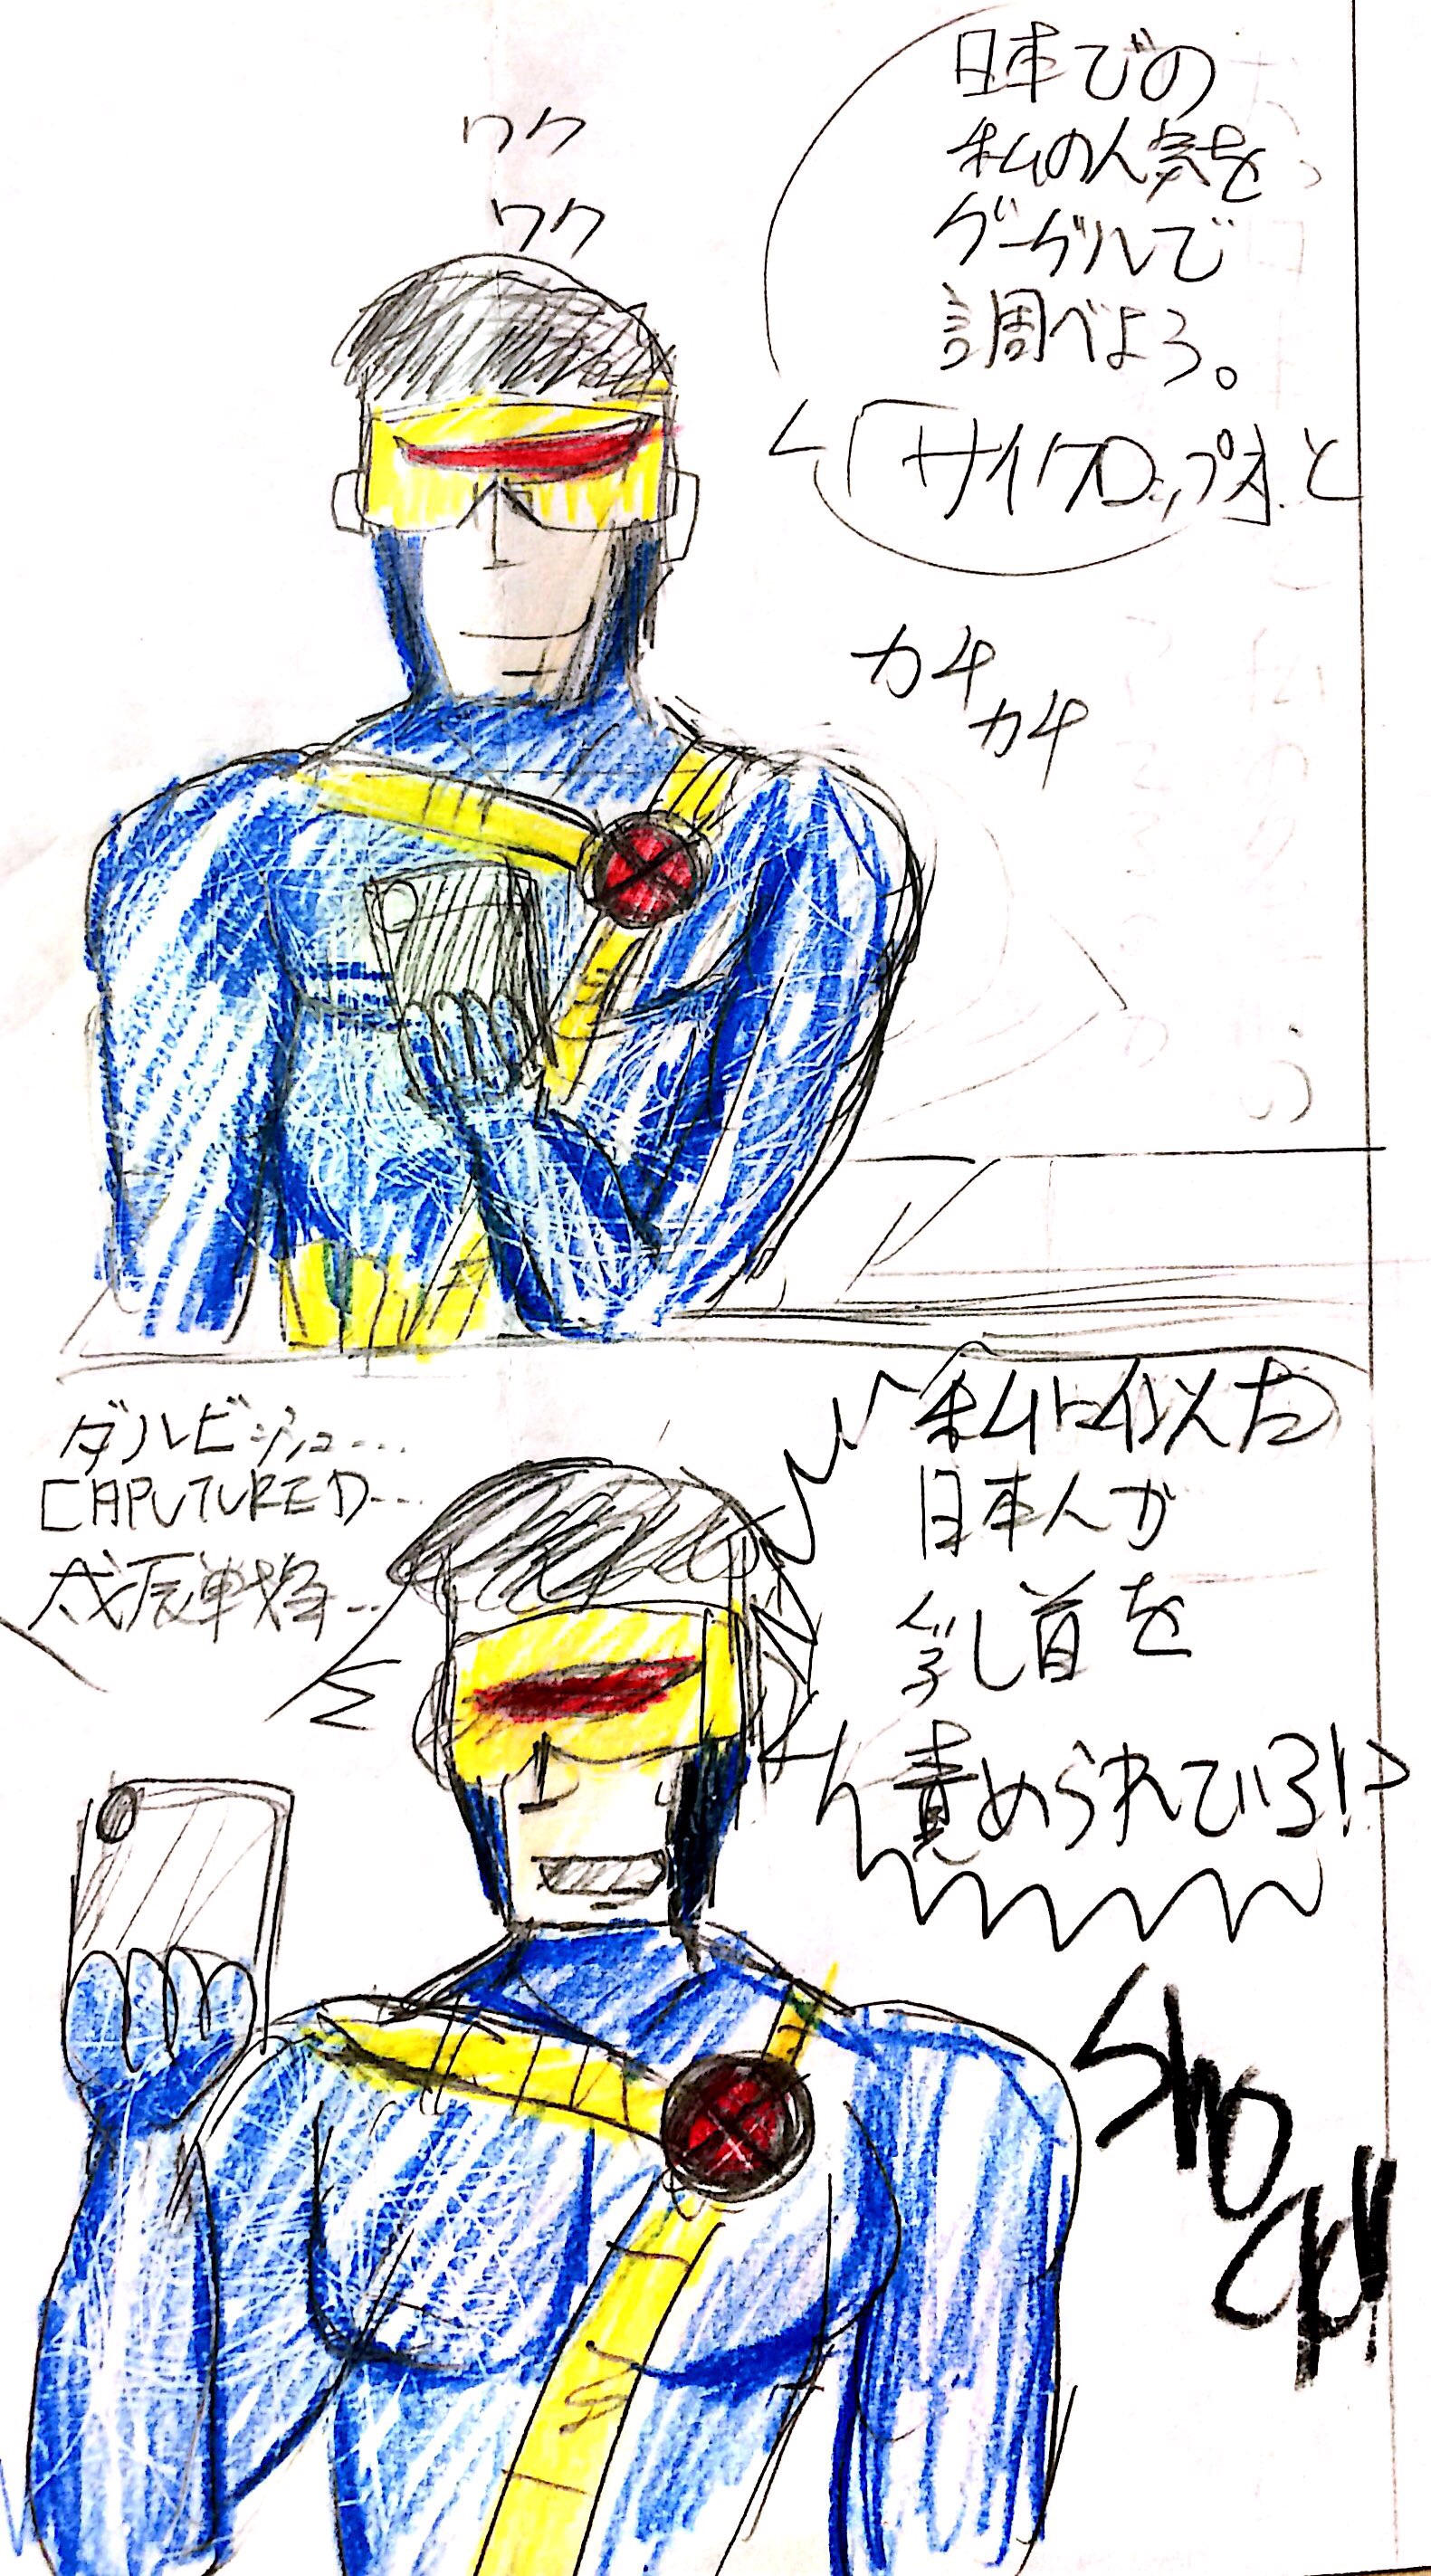 日本での
私の人気を
グーグルで
調べよう。
「サイクロップス と
ワク
ワク
カチ
カチ
私に似た
日本人が
乳首を
責められている!?
ダルビッシュ...
CAPUTURED...
戊辰戦争...
Shock!!